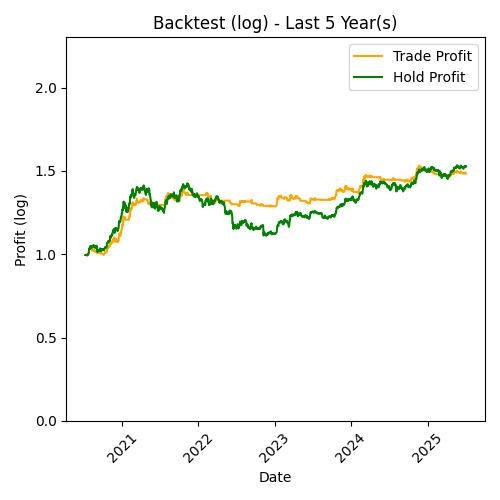 Backtest (log) - Last 5 Year(s)
Trade Profit
Hold Profit
Profit (log)
2.0
1.5
1.0
0.5
0.0
2021
2022
2023
2024
2025
Date